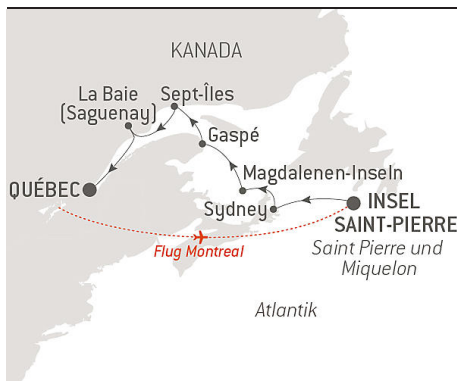 KANADA
La Baie
(Saguenay)
Sept-Îles
Gaspé
Magdalenen-Inseln
QUÉBEC
Sydney
INSEL
SAINT-PIERRE
Saint Pierre und
Miquelon
Flug Montreal
Atlantik